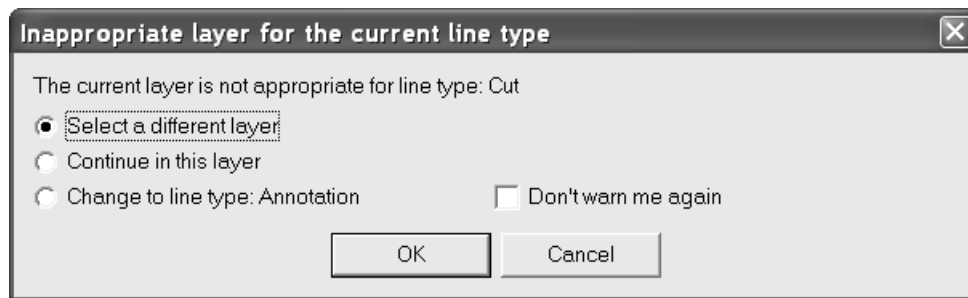 Inappropriate layer for the current line type
The current layer is not appropriate for line type: Cut
Select a different layer
Continue in this layer
Change to line type: Annotation
Don't warn me again
OK
Cancel